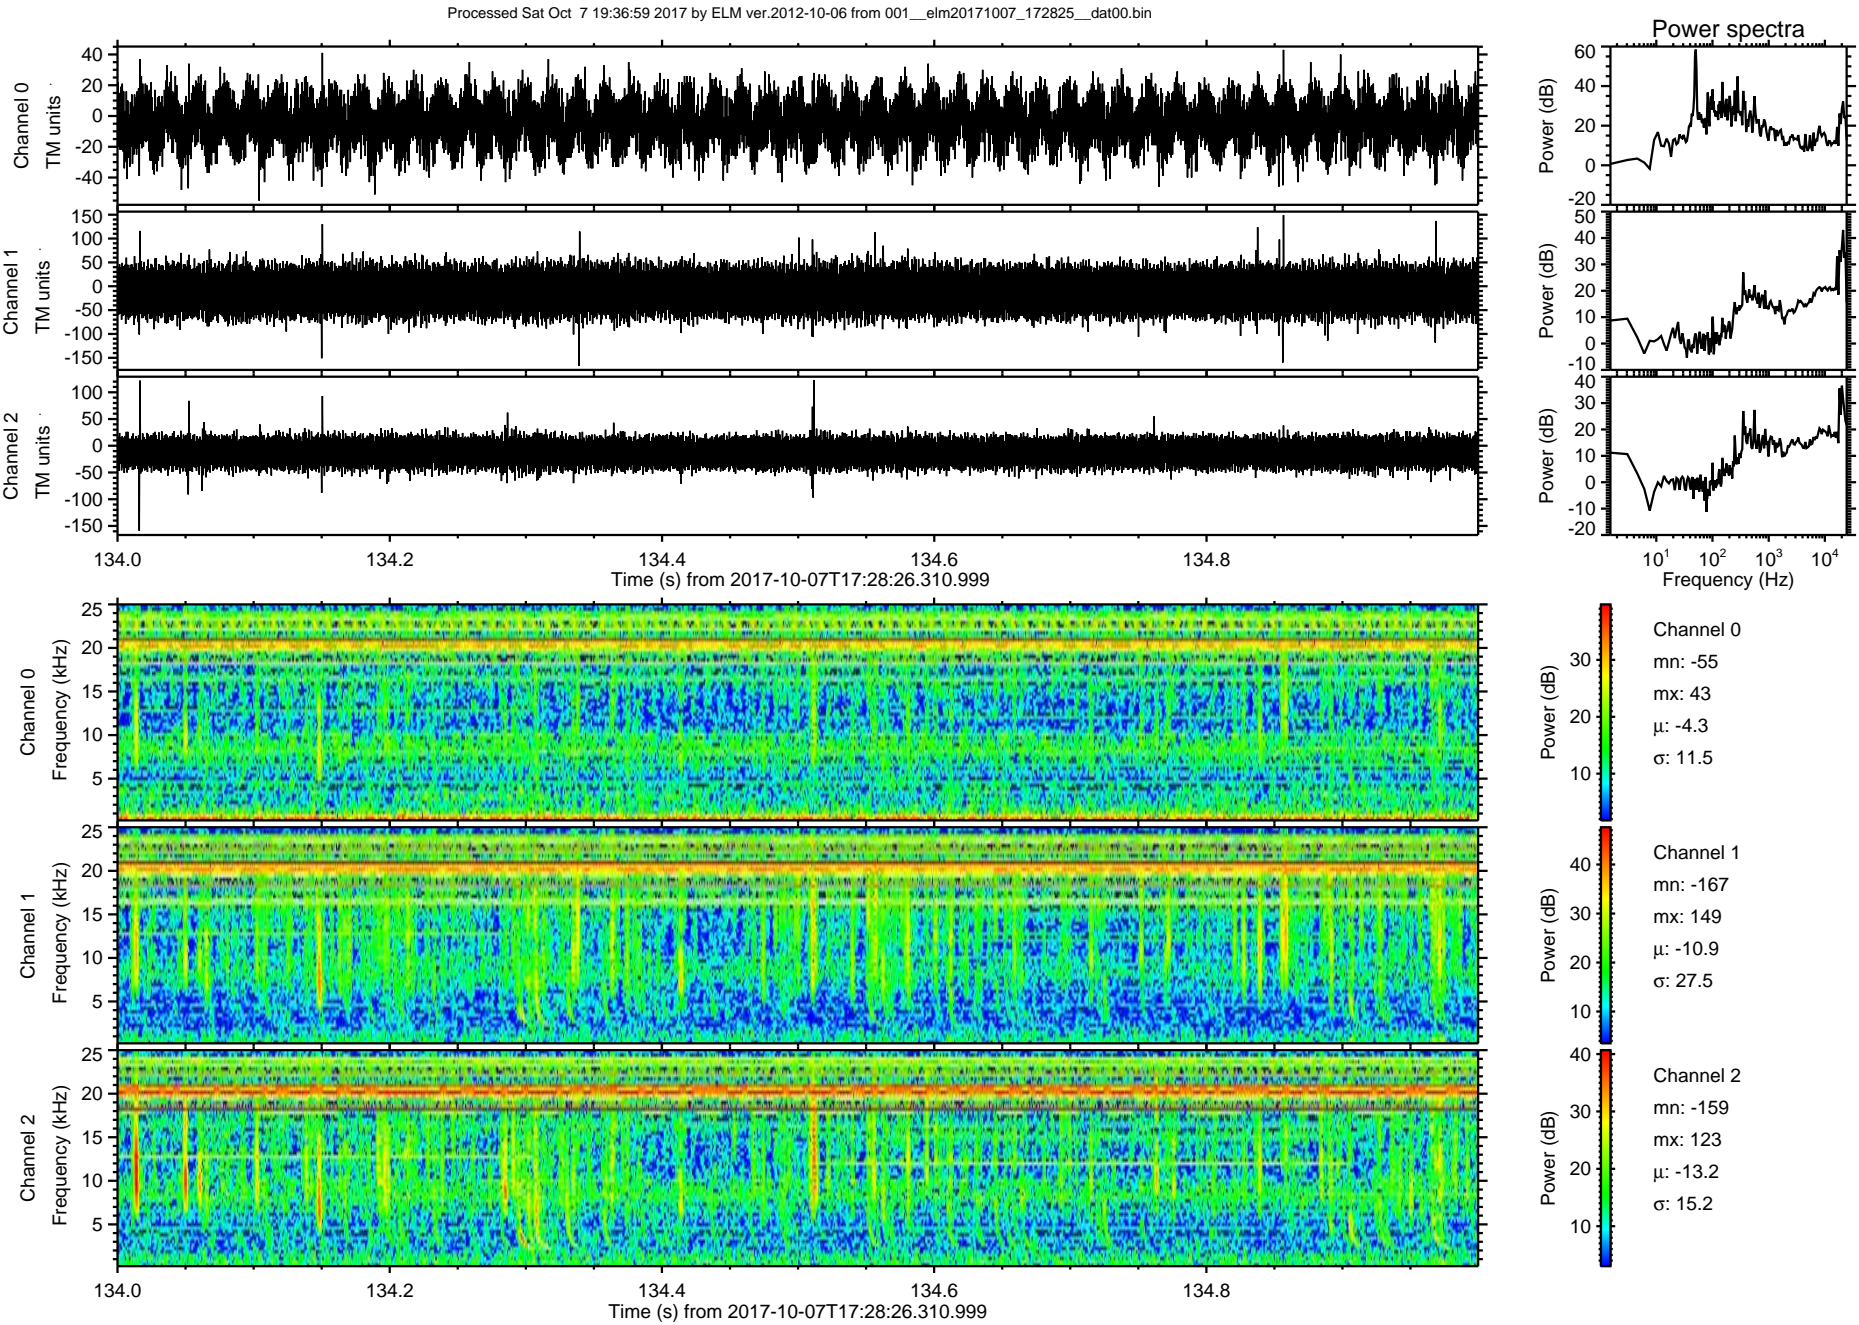 Processed Sat Oct 7 19:36:59 2017 by ELM ver.2012-10-06 from 001__elm20171007_172825__dat00.bin
Power spectra
Channel 0
TM units
40
20
0
-20
-40
Power (dB)
60
40
20
0
-20
Channel 1
TM units
150
100
50
0
-50
-100
-150
Power (dB)
50
40
30
20
10
0
-10
Channel 2
TM units
100
50
0
-50
-100
-150
Power (dB)
40
30
20
10
0
-10
-20
134.0 134.2 134.4 134.6 134.8
Time (s) from 2017-10-07T17:28:26.310.999
10^1 10^2 10^3 10^4
Frequency (Hz)
Channel 0
Frequency (kHz)
25
20
15
10
5
Power (dB)
30
20
10
Channel 0
mn: -55
mx: 43
μ: -4.3
σ: 11.5
Channel 1
Frequency (kHz)
25
20
15
10
5
Power (dB)
40
30
20
10
Channel 1
mn: -167
mx: 149
μ: -10.9
σ: 27.5
Channel 2
Frequency (kHz)
25
20
15
10
5
Power (dB)
40
30
20
10
Channel 2
mn: -159
mx: 123
μ: -13.2
σ: 15.2
134.0 134.2 134.4 134.6 134.8
Time (s) from 2017-10-07T17:28:26.310.999